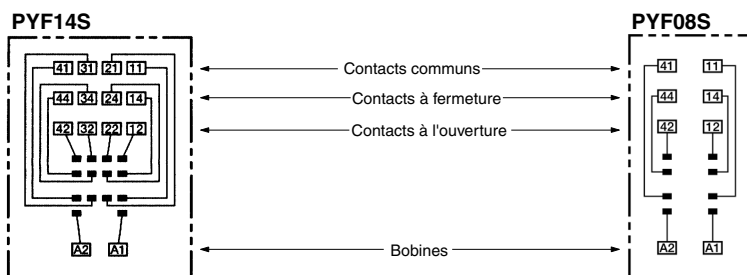 PYF14S PYF08S
41 31 21 11 Contacts communs 41 11
44 34 24 14 Contacts à fermeture 44 14
42 32 22 12 Contacts à l'ouverture 42 12
A2 A1 Bobines A2 A1